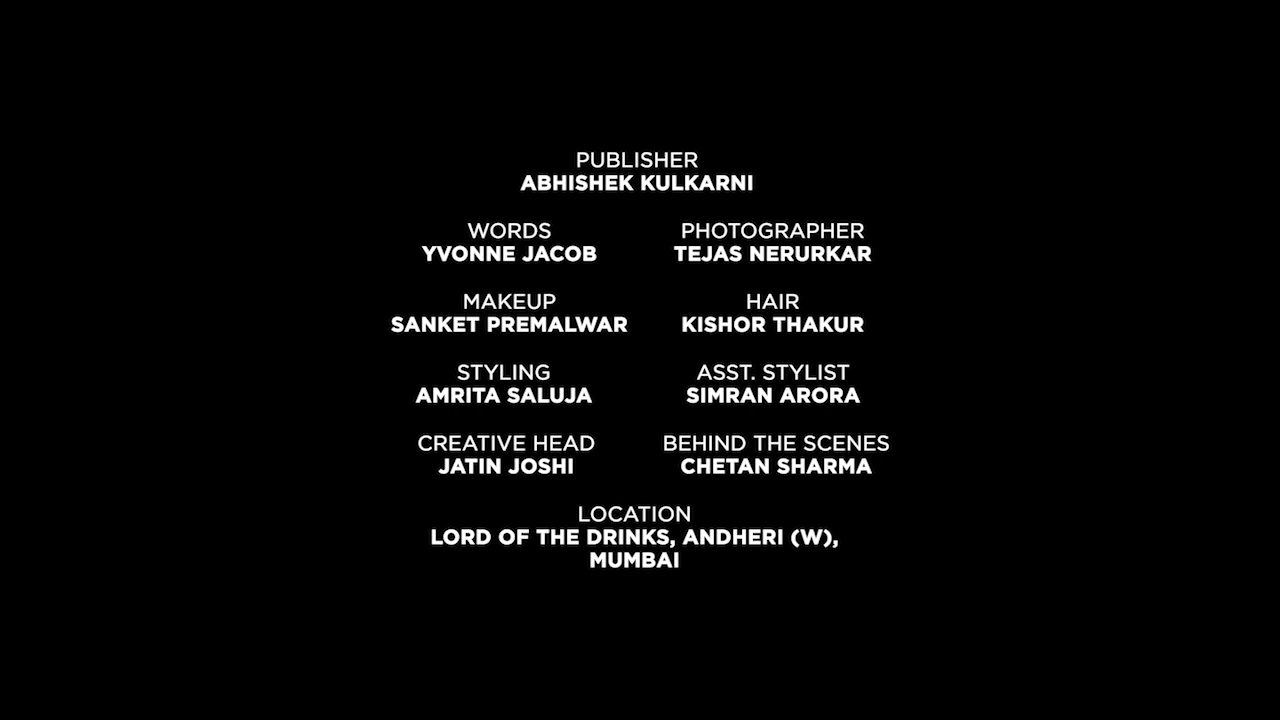 PUBLISHER
ABHISHEK KULKARNI
WORDS
YVONNE JACOB
PHOTOGRAPHER
TEJAS NERURKAR
MAKEUP
SANKET PREMALWAR
HAIR
KISHOR THAKUR
STYLING
AMRITA SALUJA
ASST. STYLIST
SIMRAN ARORA
CREATIVE HEAD
JATIN JOSHI
BEHIND THE SCENES
CHETAN SHARMA
LOCATION
LORD OF THE DRINKS, ANDHERI (W),
MUMBAI